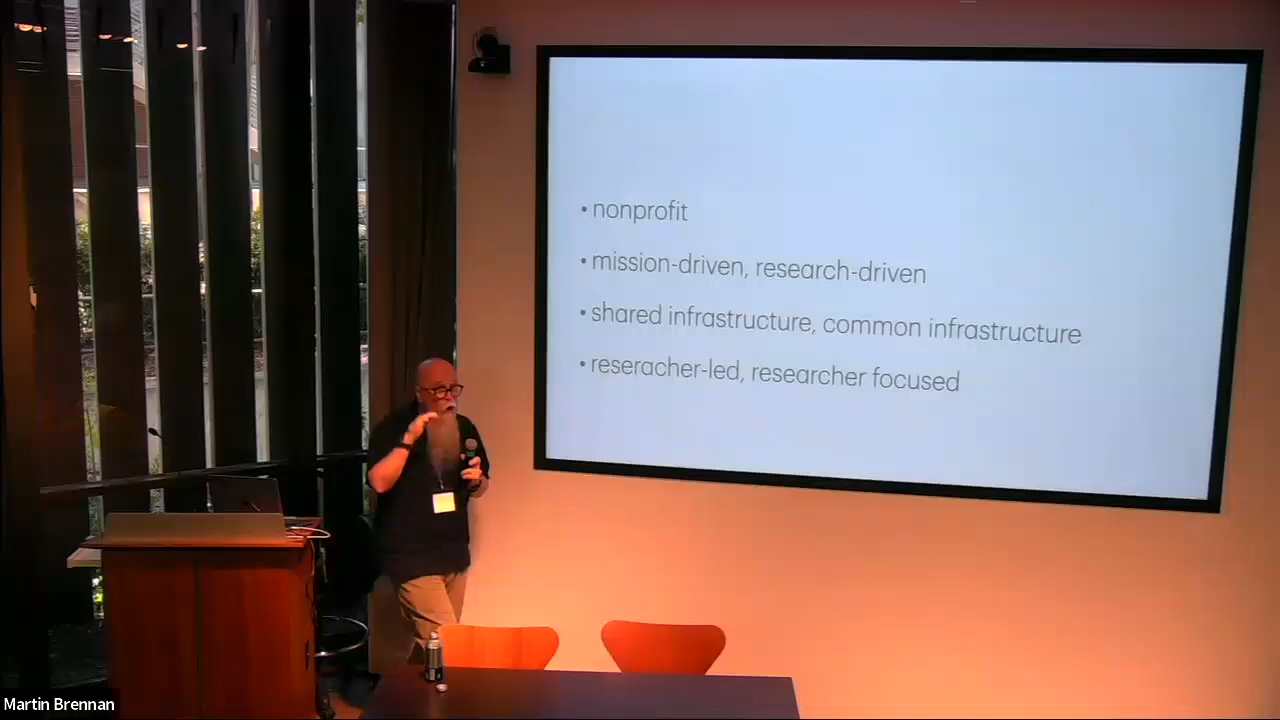 • nonprofit
• mission-driven, research-driven
• shared infrastructure, common infrastructure
• reseracher-led, researcher focused
Martin Brennan